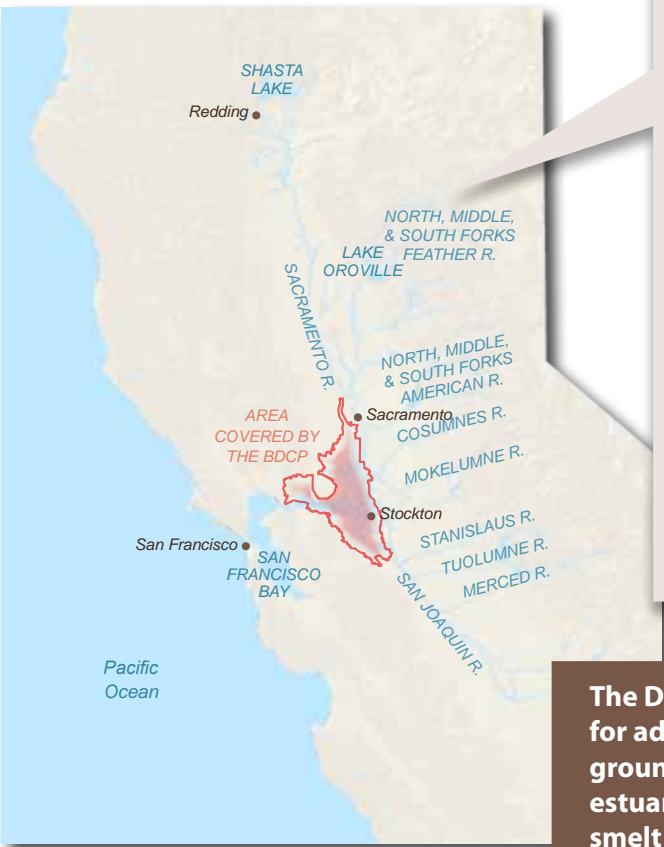 SHASTA
LAKE
Redding
NORTH, MIDDLE,
& SOUTH FORKS
FEATHER R.
LAKE
OROVILLE
SACRAMENTO R.
NORTH, MIDDLE,
& SOUTH FORKS
AMERICAN R.
Sacramento
COSUMNES R.
AREA
COVERED BY
THE BDCP
MOKELUMNE R.
Stockton
STANISLAUS R.
San Francisco
SAN
FRANCISCO
BAY
TUOLUMNE R.
MERCED R.
SAN JOAQUIN R.
Pacific
Ocean
The D
for ad
groun
estuar
smelt